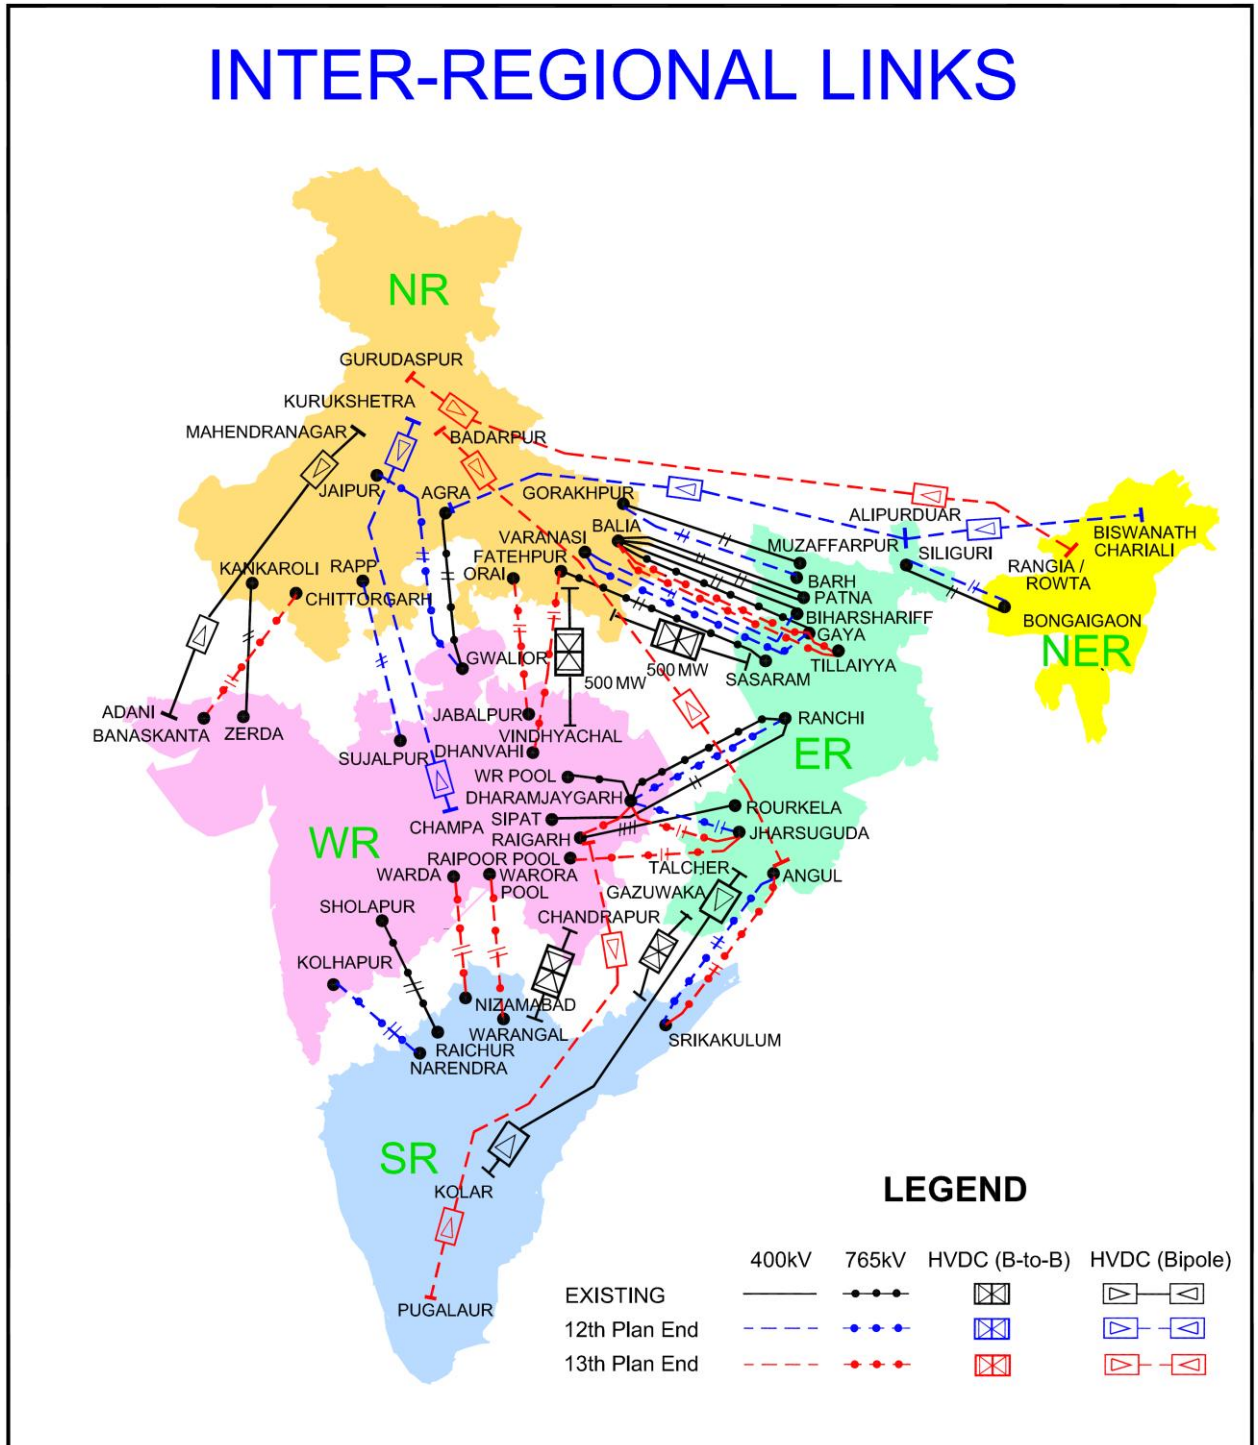 INTER-REGIONAL LINKS
NR
GURUDASPUR
KURUKSHETRA
MAHENDRANAGAR
BADARPUR
JAIPUR
AGRA
GORAKHPUR
ALIPURDUAR
BISWANATH
CHARIALI
BALIA
VARANASI
MUZAFFARPUR
SILIGURI
FATEHPUR
RANGIA /
ROWTA
KANKAROLI
RAPP
ORAI
BARH
CHITTORGARH
PATNA
BIHARSHARIFF
BONGAIGAON
GAYA
NER
TILLAIYYA
GWALIOR
500 MW
500 MW
SASARAM
ADANI
BANASKANTA
ZERDA
JABALPUR
VINDHYACHAL
RANCHI
SUJALPUR
DHANVAHI
ER
WR POOL
DHARAMJAYGARH
ROURKELA
SIPAT
CHAMPA
WR
RAIGARH
JHARSUGUDA
RAIPOOR POOL
TALCHER
ANGUL
WARDA
WARORA
POOL
GAZUWAKA
SHOLAPUR
CHANDRAPUR
KOLHAPUR
NIZAMABAD
WARANGAL
SRIKAKULUM
RAICHUR
NARENDRA
SR
KOLAR
PUGALAUR
LEGEND
400kV 765kV HVDC (B-to-B) HVDC (Bipole)
EXISTING
12th Plan End
13th Plan End